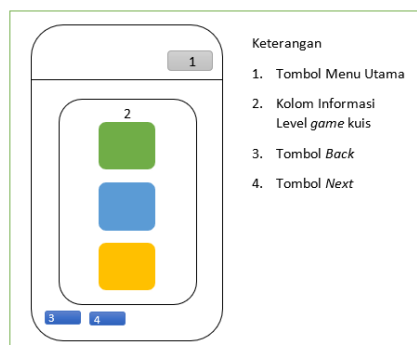 1
2
3
4
Keterangan
1. Tombol Menu Utama
2. Kolom Informasi
Level game kuis
3. Tombol Back
4. Tombol Next